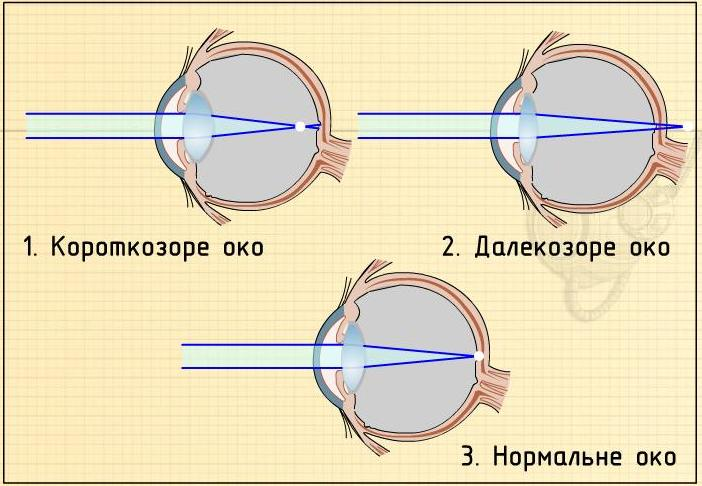 1. Короткозоре око
2. Далекозоре око
3. Нормальне око